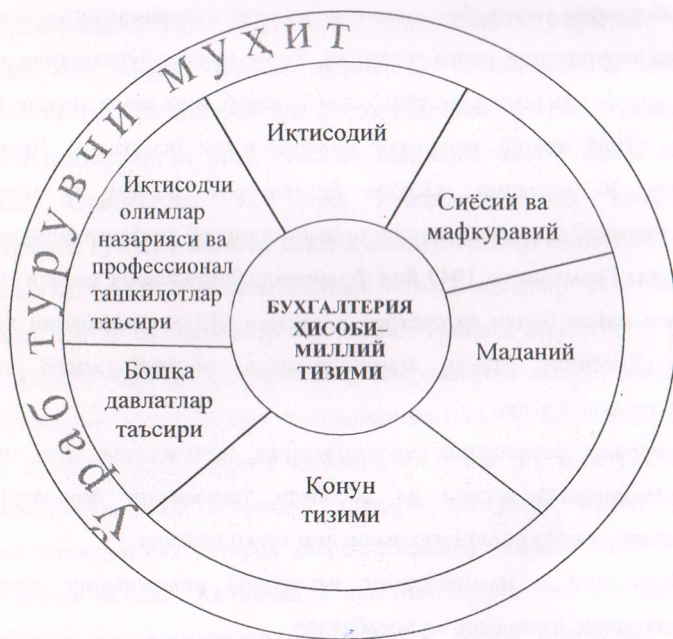 Ўраб турувчи муҳит
Иқтисодий
Сиёсий ва
мафкуравий
Иқтисодчи
олимлар
назарияси ва
профессионал
ташкилотлар
таъсири
БУХГАЛТЕРИЯ
ҲИСОБИ–
МИЛЛИЙ
ТИЗИМИ
Маданий
Бошқа
давлатлар
таъсири
Қонун
тизими